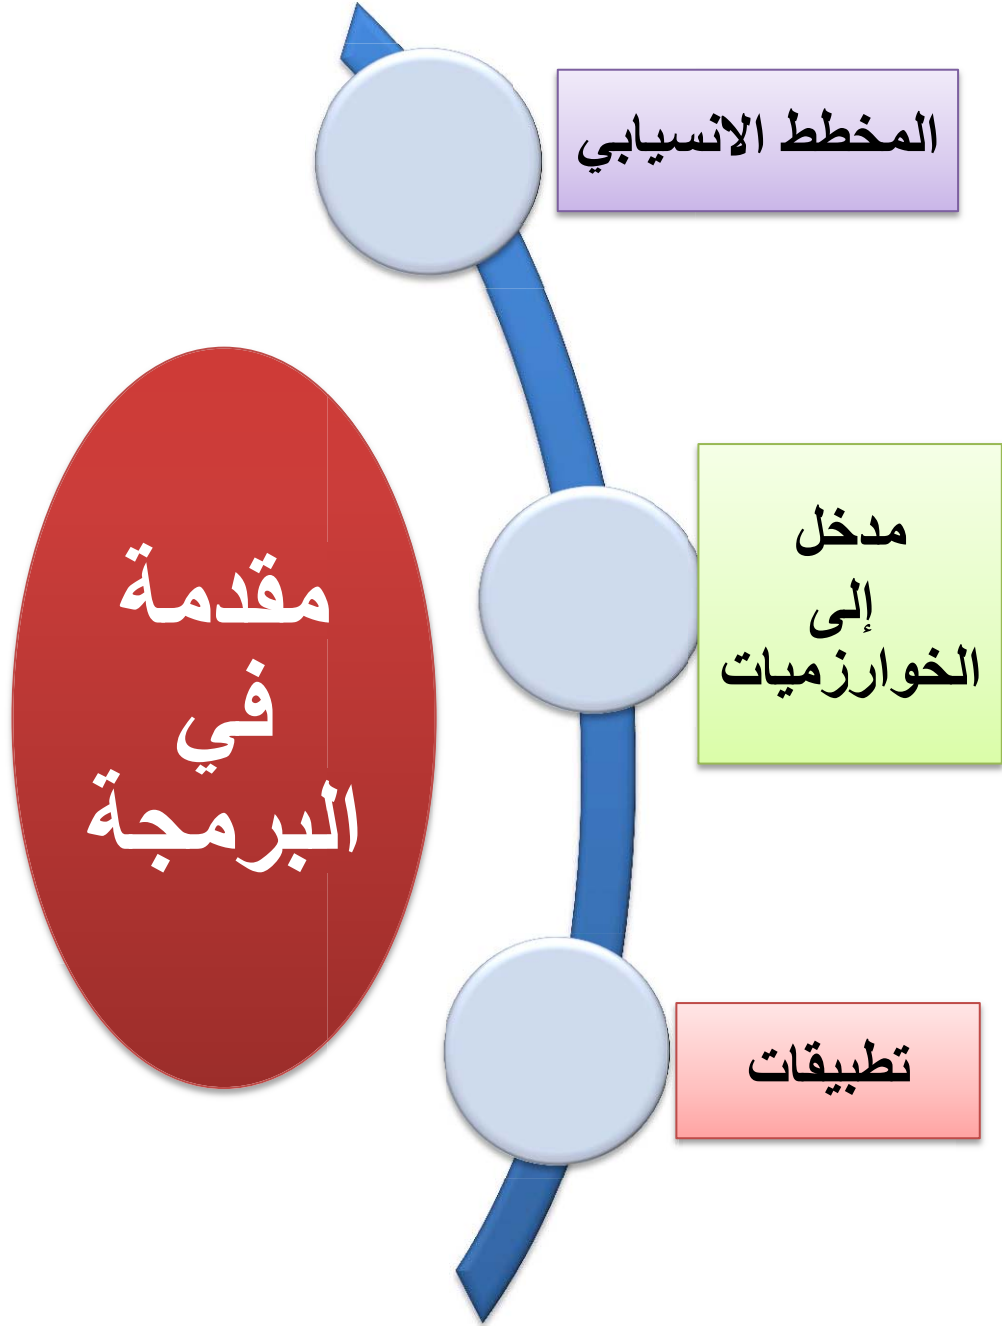 المخطط الانسيابي
مدخل
إلى
الخوارزميات
مقدمة
في
البرمجة
تطبيقات